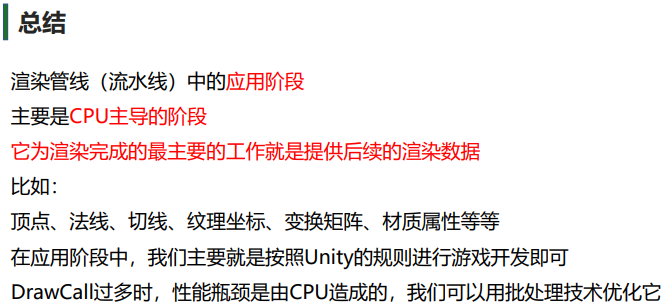 总结
渲染管线（流水线）中的应用阶段
主要是CPU主导的阶段
它为渲染完成的最主要的工作就是提供后续的渲染数据
比如：
顶点、法线、切线、纹理坐标、变换矩阵、材质属性等等
在应用阶段中，我们主要就是按照Unity的规则进行游戏开发即可
DrawCall过多时，性能瓶颈是由CPU造成的，我们可以用批处理技术优化它